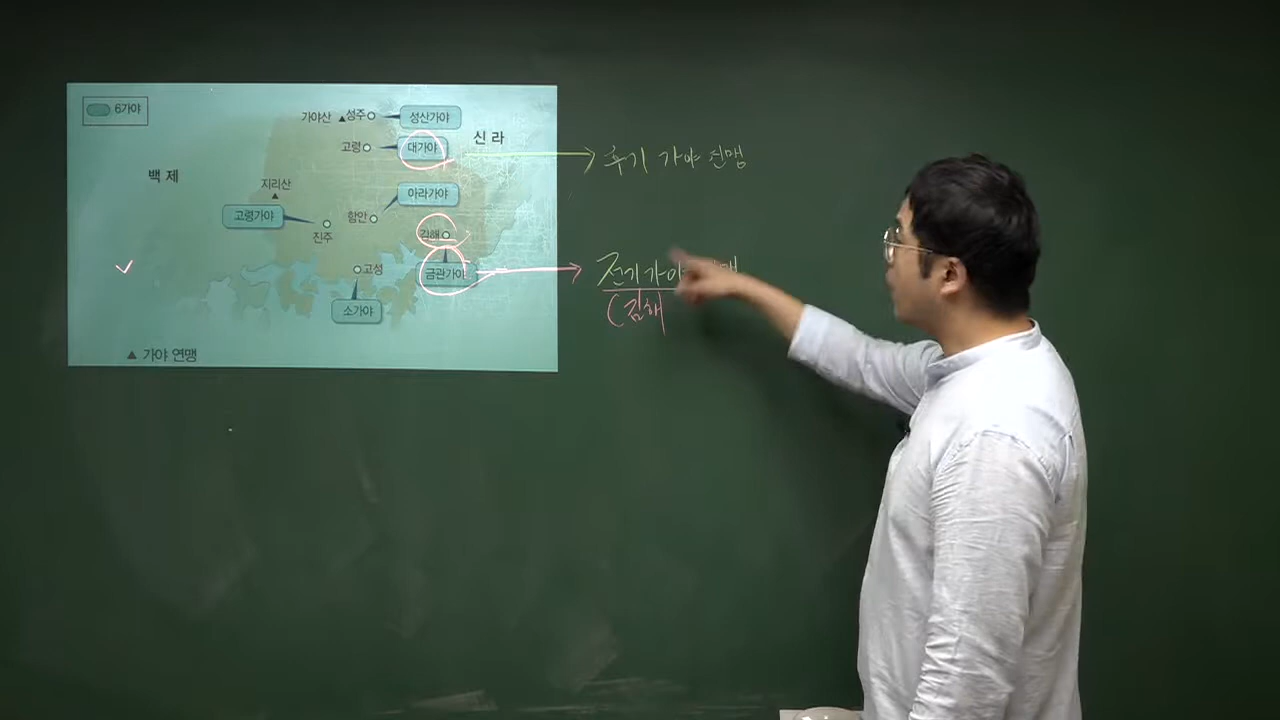 6가야
가야산 ▲ 성주 성산가야
고령 대가야
신 라
백 제
후기 가야 연맹
지리산
▲
고령가야
진주
함안 아라가야
김해
금관가야
전기 가야
(김해
고성
소가야
▲ 가야 연맹